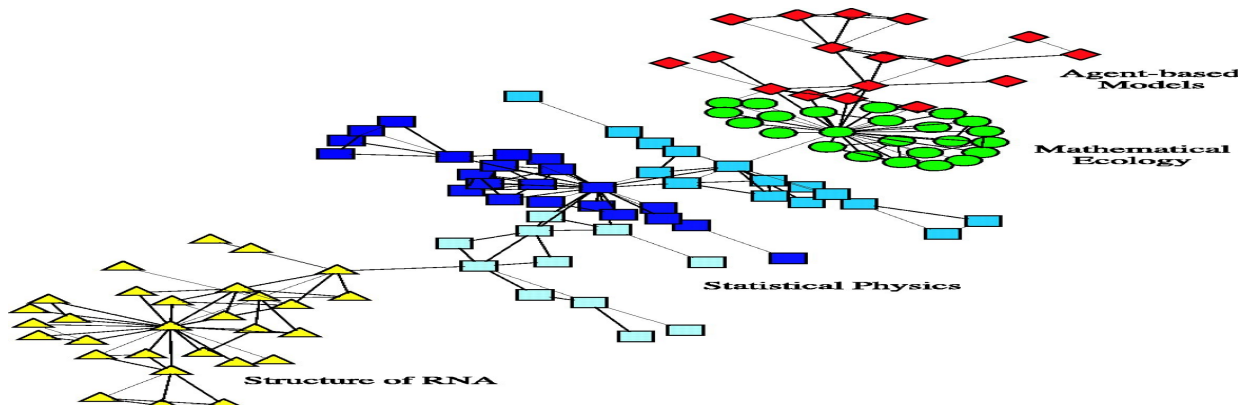 Agent-based
Models
Mathematical
Ecology
Statistical Physics
Structure of RNA